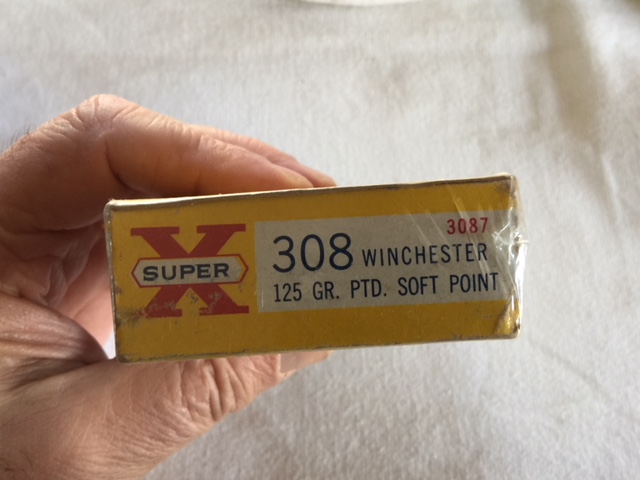 X
SUPER
3087
308 WINCHESTER
125 GR. PTD. SOFT POINT